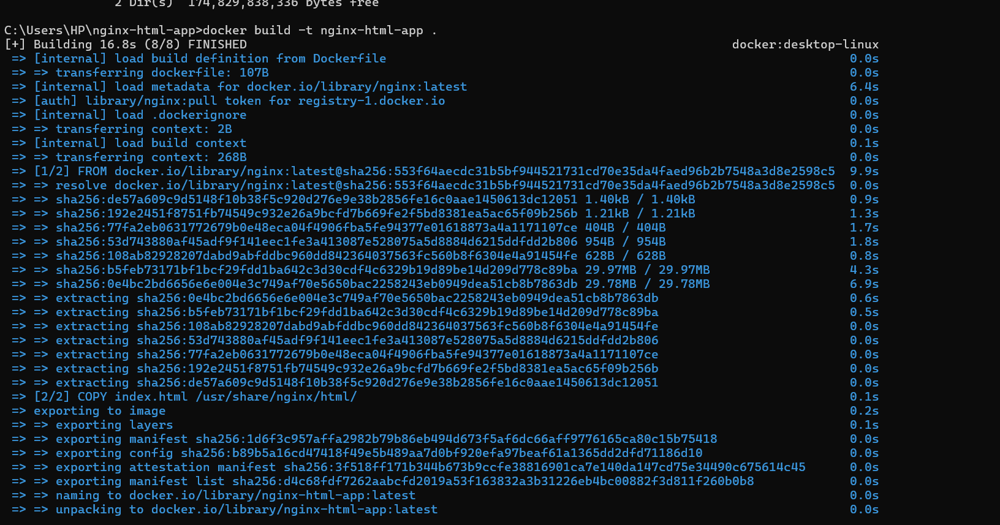 2 Dir(s)  174,829,838,336 bytes free
C:\Users\HP\nginx-html-app>docker build -t nginx-html-app .
[+] Building 16.8s (8/8) FINISHED docker:desktop-linux
=> [internal] load build definition from Dockerfile 0.0s
=> => transferring dockerfile: 107B 0.0s
=> [internal] load metadata for docker.io/library/nginx:latest 6.4s
=> [auth] library/nginx:pull token for registry-1.docker.io 0.0s
=> [internal] load .dockerignore 0.0s
=> => transferring context: 2B 0.0s
=> [internal] load build context 0.1s
=> => transferring context: 268B 0.0s
=> [1/2] FROM docker.io/library/nginx:latest@sha256:553f64aecdc31b5bf944521731cd70e35da4faed96b2b7548a3d8e2598c5 9.9s
=> => resolve docker.io/library/nginx:latest@sha256:553f64aecdc31b5bf944521731cd70e35da4faed96b2b7548a3d8e2598c5 0.0s
=> => sha256:de57a609c9d5148f10b38f5c920d276e9e38b2856fe16c0aae1450613dc12051 1.40kB / 1.40kB 0.9s
=> => sha256:192e2451f8751fb74549c932e26a9bcfd7b669fe2f5bd8381ea5ac65f09b256b 1.21kB / 1.21kB 1.3s
=> => sha256:77fa2eb0631772679b0e48eca04f4906fba5fe94377e01618873a4a1171107ce 404B / 404B 1.7s
=> => sha256:53d743880af45adf9f141eec1fe3a413087e528075a5d8884d6215ddfdd2b806 954B / 954B 1.8s
=> => sha256:108ab82928207dabd9abfddbc960dd842364037563fc560b8f6304e4a91454fe 628B / 628B 0.8s
=> => sha256:b5feb73171bf1bcf29fdd1ba642c3d30cdf4c6329b19d89be14d209d778c89ba 29.97MB / 29.97MB 4.3s
=> => sha256:0e4bc2bd6656e6e004e3c749af70e5650bac2258243eb0949dea51cb8b7863db 29.78MB / 29.78MB 6.9s
=> => extracting sha256:0e4bc2bd6656e6e004e3c749af70e5650bac2258243eb0949dea51cb8b7863db 0.6s
=> => extracting sha256:b5feb73171bf1bcf29fdd1ba642c3d30cdf4c6329b19d89be14d209d778c89ba 0.5s
=> => extracting sha256:108ab82928207dabd9abfddbc960dd842364037563fc560b8f6304e4a91454fe 0.0s
=> => extracting sha256:53d743880af45adf9f141eec1fe3a413087e528075a5d8884d6215ddfdd2b806 0.0s
=> => extracting sha256:77fa2eb0631772679b0e48eca04f4906fba5fe94377e01618873a4a1171107ce 0.0s
=> => extracting sha256:192e2451f8751fb74549c932e26a9bcfd7b669fe2f5bd8381ea5ac65f09b256b 0.0s
=> => extracting sha256:de57a609c9d5148f10b38f5c920d276e9e38b2856fe16c0aae1450613dc12051 0.0s
=> [2/2] COPY index.html /usr/share/nginx/html/ 0.1s
=> exporting to image 0.2s
=> => exporting layers 0.1s
=> => exporting manifest sha256:1d6f3c957affa2982b79b86eb494d673f5af6dc66aff9776165ca80c15b75418 0.0s
=> => exporting config sha256:b89b5a16cd47418f49e5b489aa7d0bf920efa97beaf61a1365dd2dfd71186d10 0.0s
=> => exporting attestation manifest sha256:3f518ff171b344b673b9ccfe38816901ca7e140da147cd75e34490c675614c45 0.0s
=> => exporting manifest list sha256:d4c68fdf7262aabcfd2019a53f163832a3b31226eb4bc00882f3d811f260b0b8 0.0s
=> => naming to docker.io/library/nginx-html-app:latest 0.0s
=> => unpacking to docker.io/library/nginx-html-app:latest 0.0s